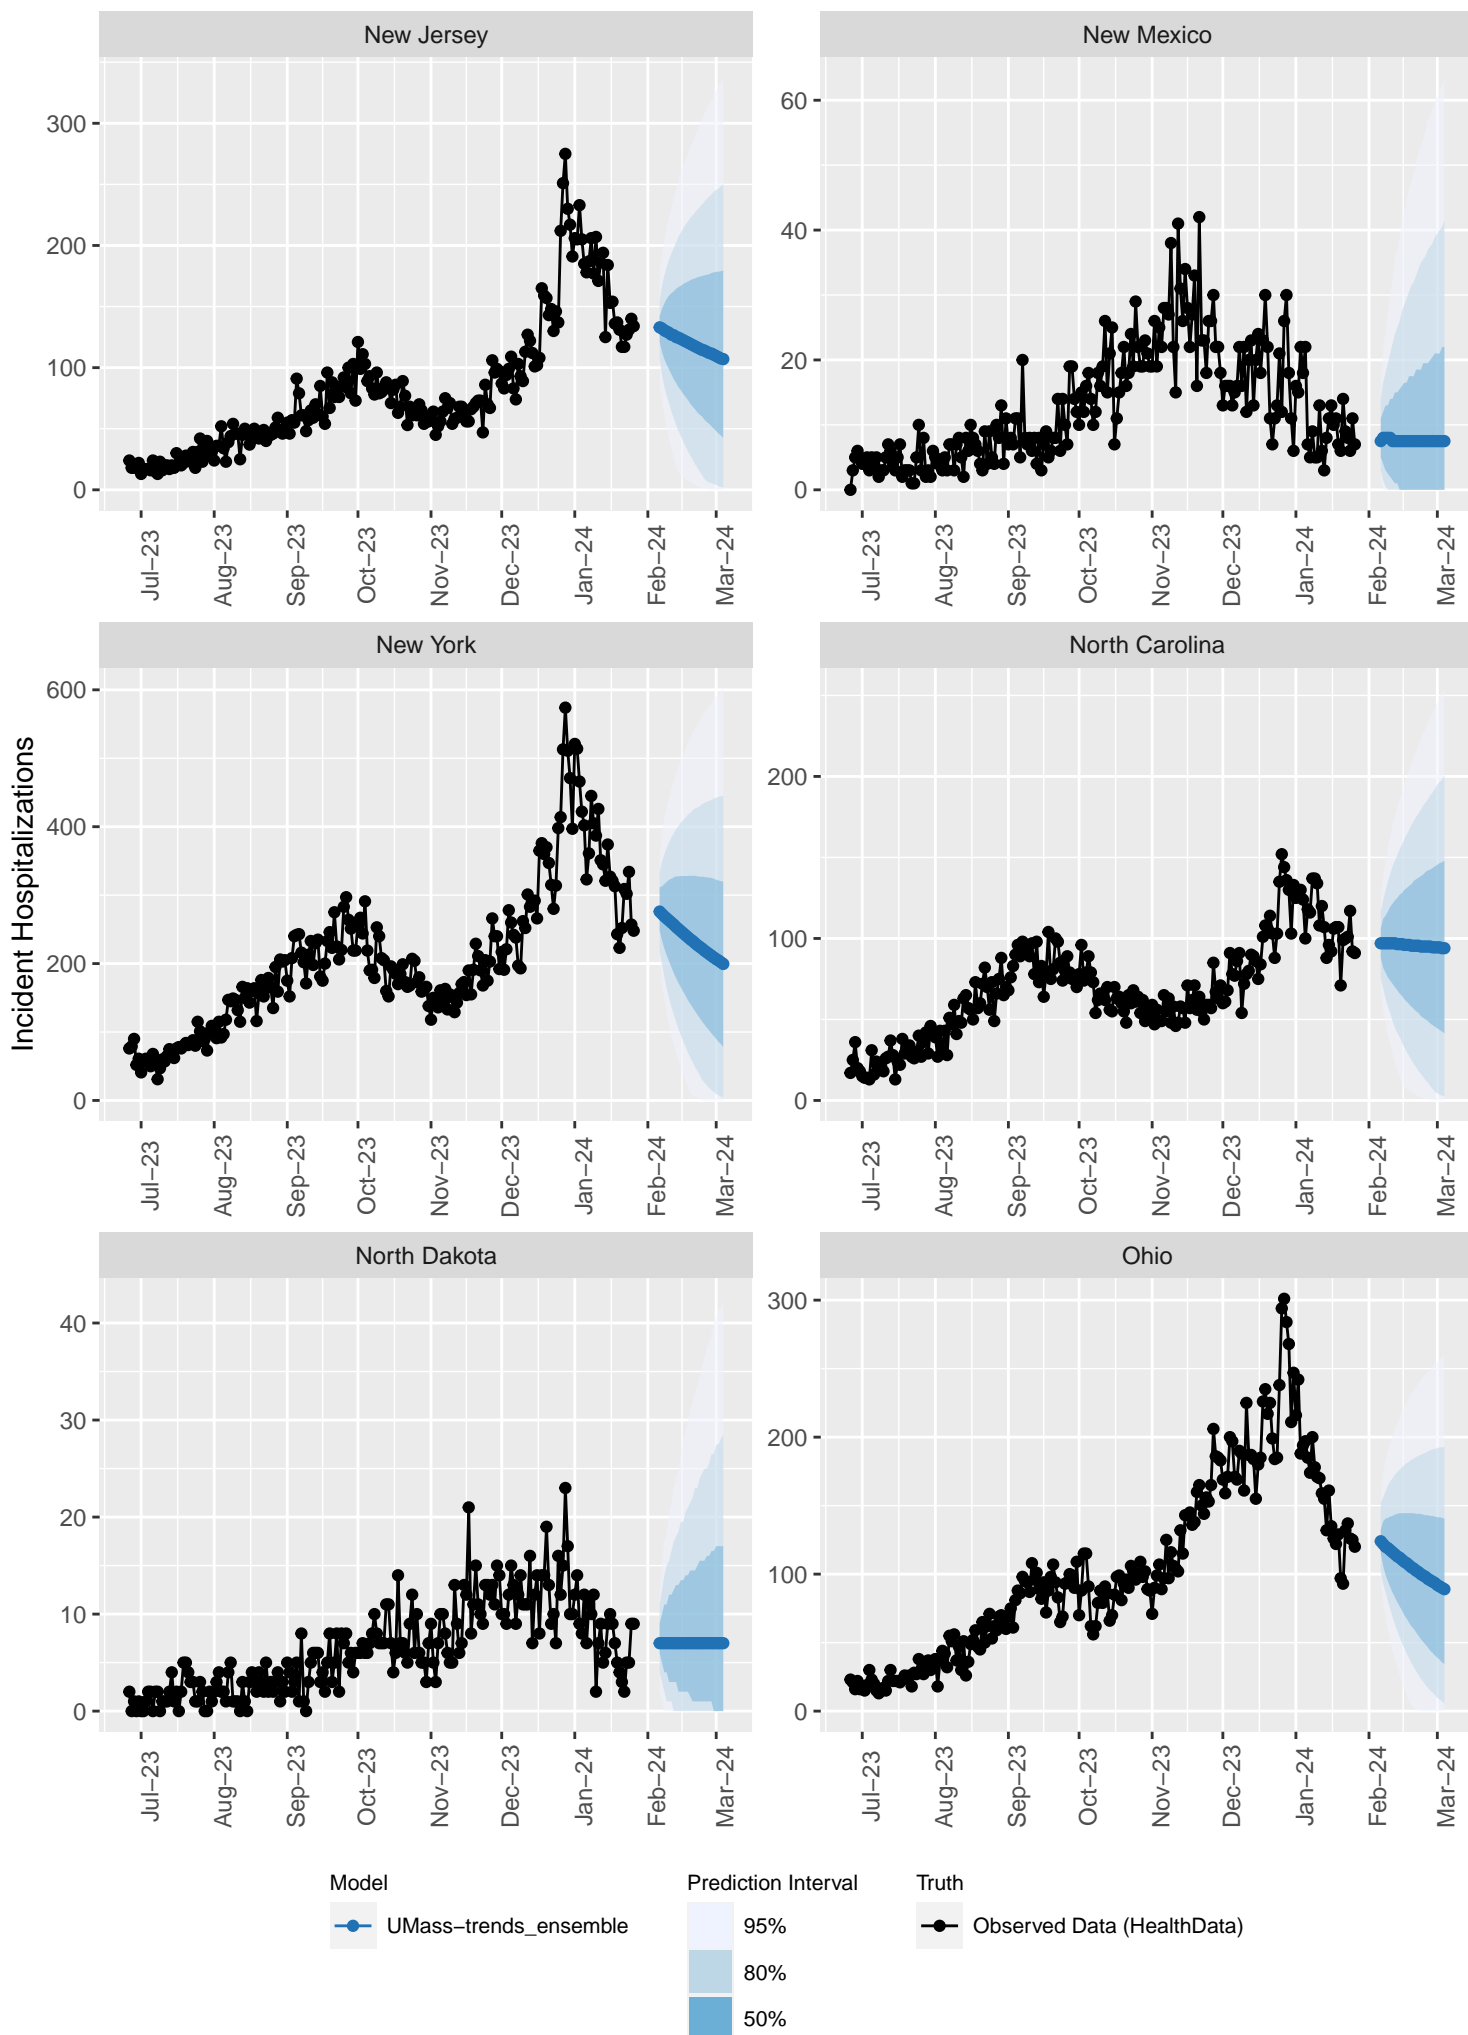 New Jersey
New Mexico
300
200
100
0
60
40
20
0
Jul−23
Aug−23
Sep−23
Oct−23
Nov−23
Dec−23
Jan−24
Feb−24
Mar−24
Jul−23
Aug−23
Sep−23
Oct−23
Nov−23
Dec−23
Jan−24
Feb−24
Mar−24
Incident Hospitalizations
New York
North Carolina
600
400
200
0
200
100
0
Jul−23
Aug−23
Sep−23
Oct−23
Nov−23
Dec−23
Jan−24
Feb−24
Mar−24
Jul−23
Aug−23
Sep−23
Oct−23
Nov−23
Dec−23
Jan−24
Feb−24
Mar−24
North Dakota
Ohio
40
30
20
10
0
300
200
100
0
Jul−23
Aug−23
Sep−23
Oct−23
Nov−23
Dec−23
Jan−24
Feb−24
Mar−24
Jul−23
Aug−23
Sep−23
Oct−23
Nov−23
Dec−23
Jan−24
Feb−24
Mar−24
Model
UMass−trends_ensemble
Prediction Interval
95%
80%
50%
Truth
Observed Data (HealthData)